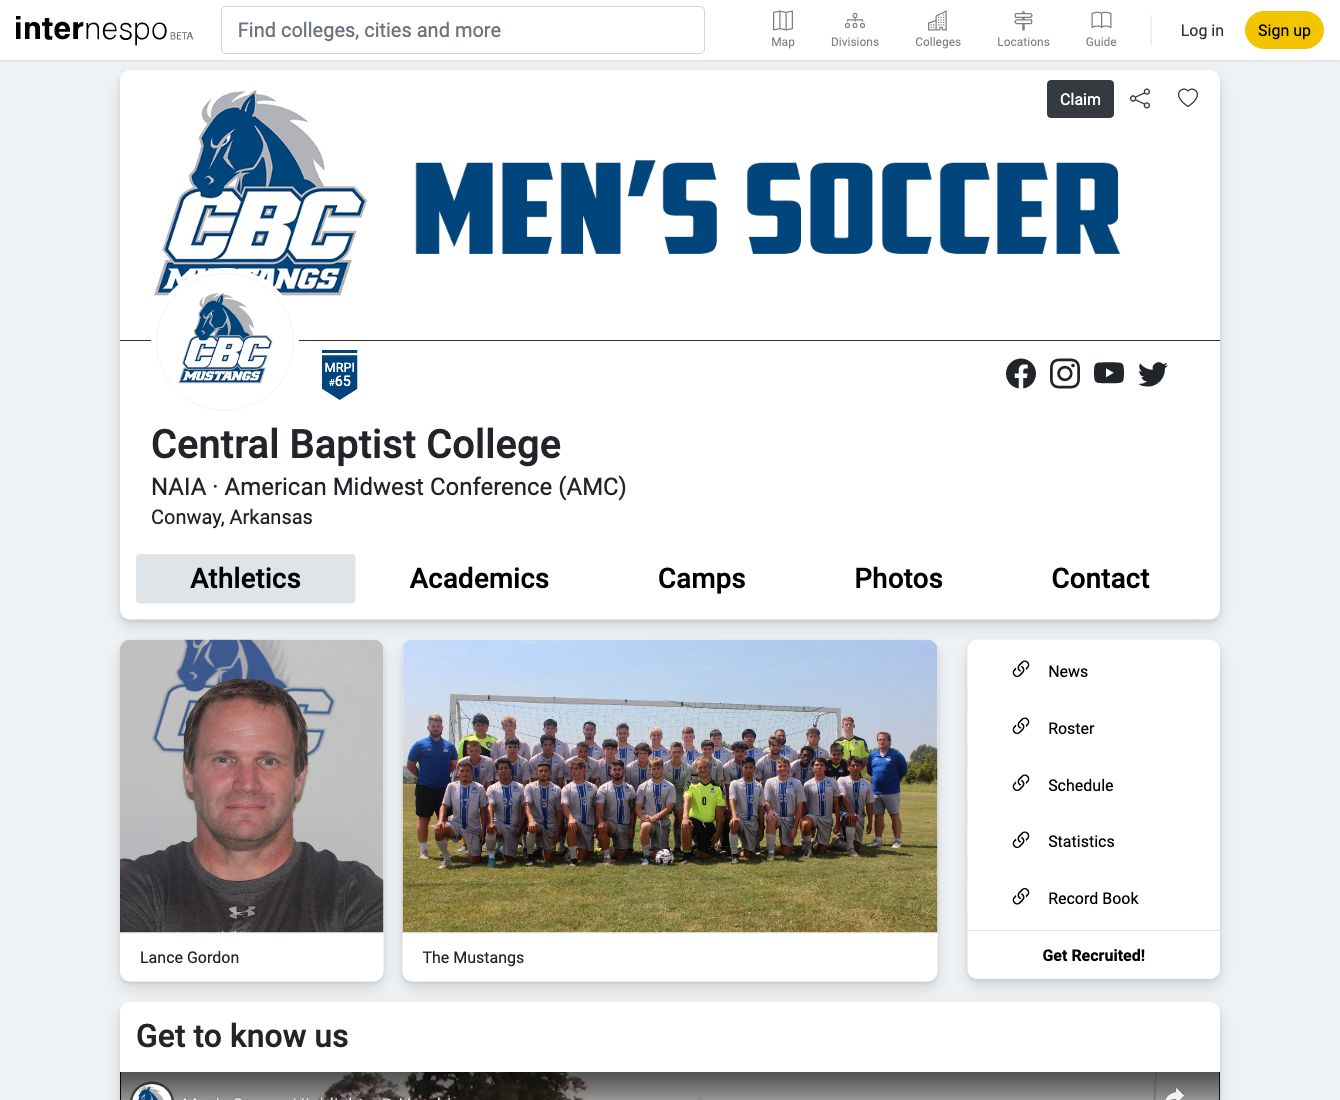 internespo BETA
Find colleges, cities and more
Map
Divisions
Colleges
Locations
Guide
Log in
Sign up
Claim
CBC
MUSTANGS
MEN'S SOCCER
CBC
MUSTANGS
MRPI
#65
Central Baptist College
NAIA · American Midwest Conference (AMC)
Conway, Arkansas
Athletics
Academics
Camps
Photos
Contact
CBC
Lance Gordon
The Mustangs
News
Roster
Schedule
Statistics
Record Book
Get Recruited!
Get to know us